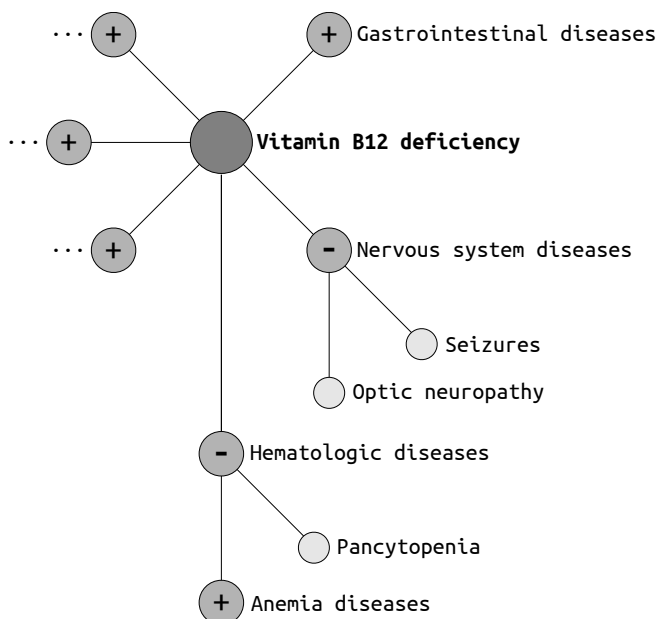 ··· + + Gastrointestinal diseases
··· + Vitamin B12 deficiency
··· + - Nervous system diseases
Seizures
Optic neuropathy
- Hematologic diseases
Pancytopenia
+ Anemia diseases